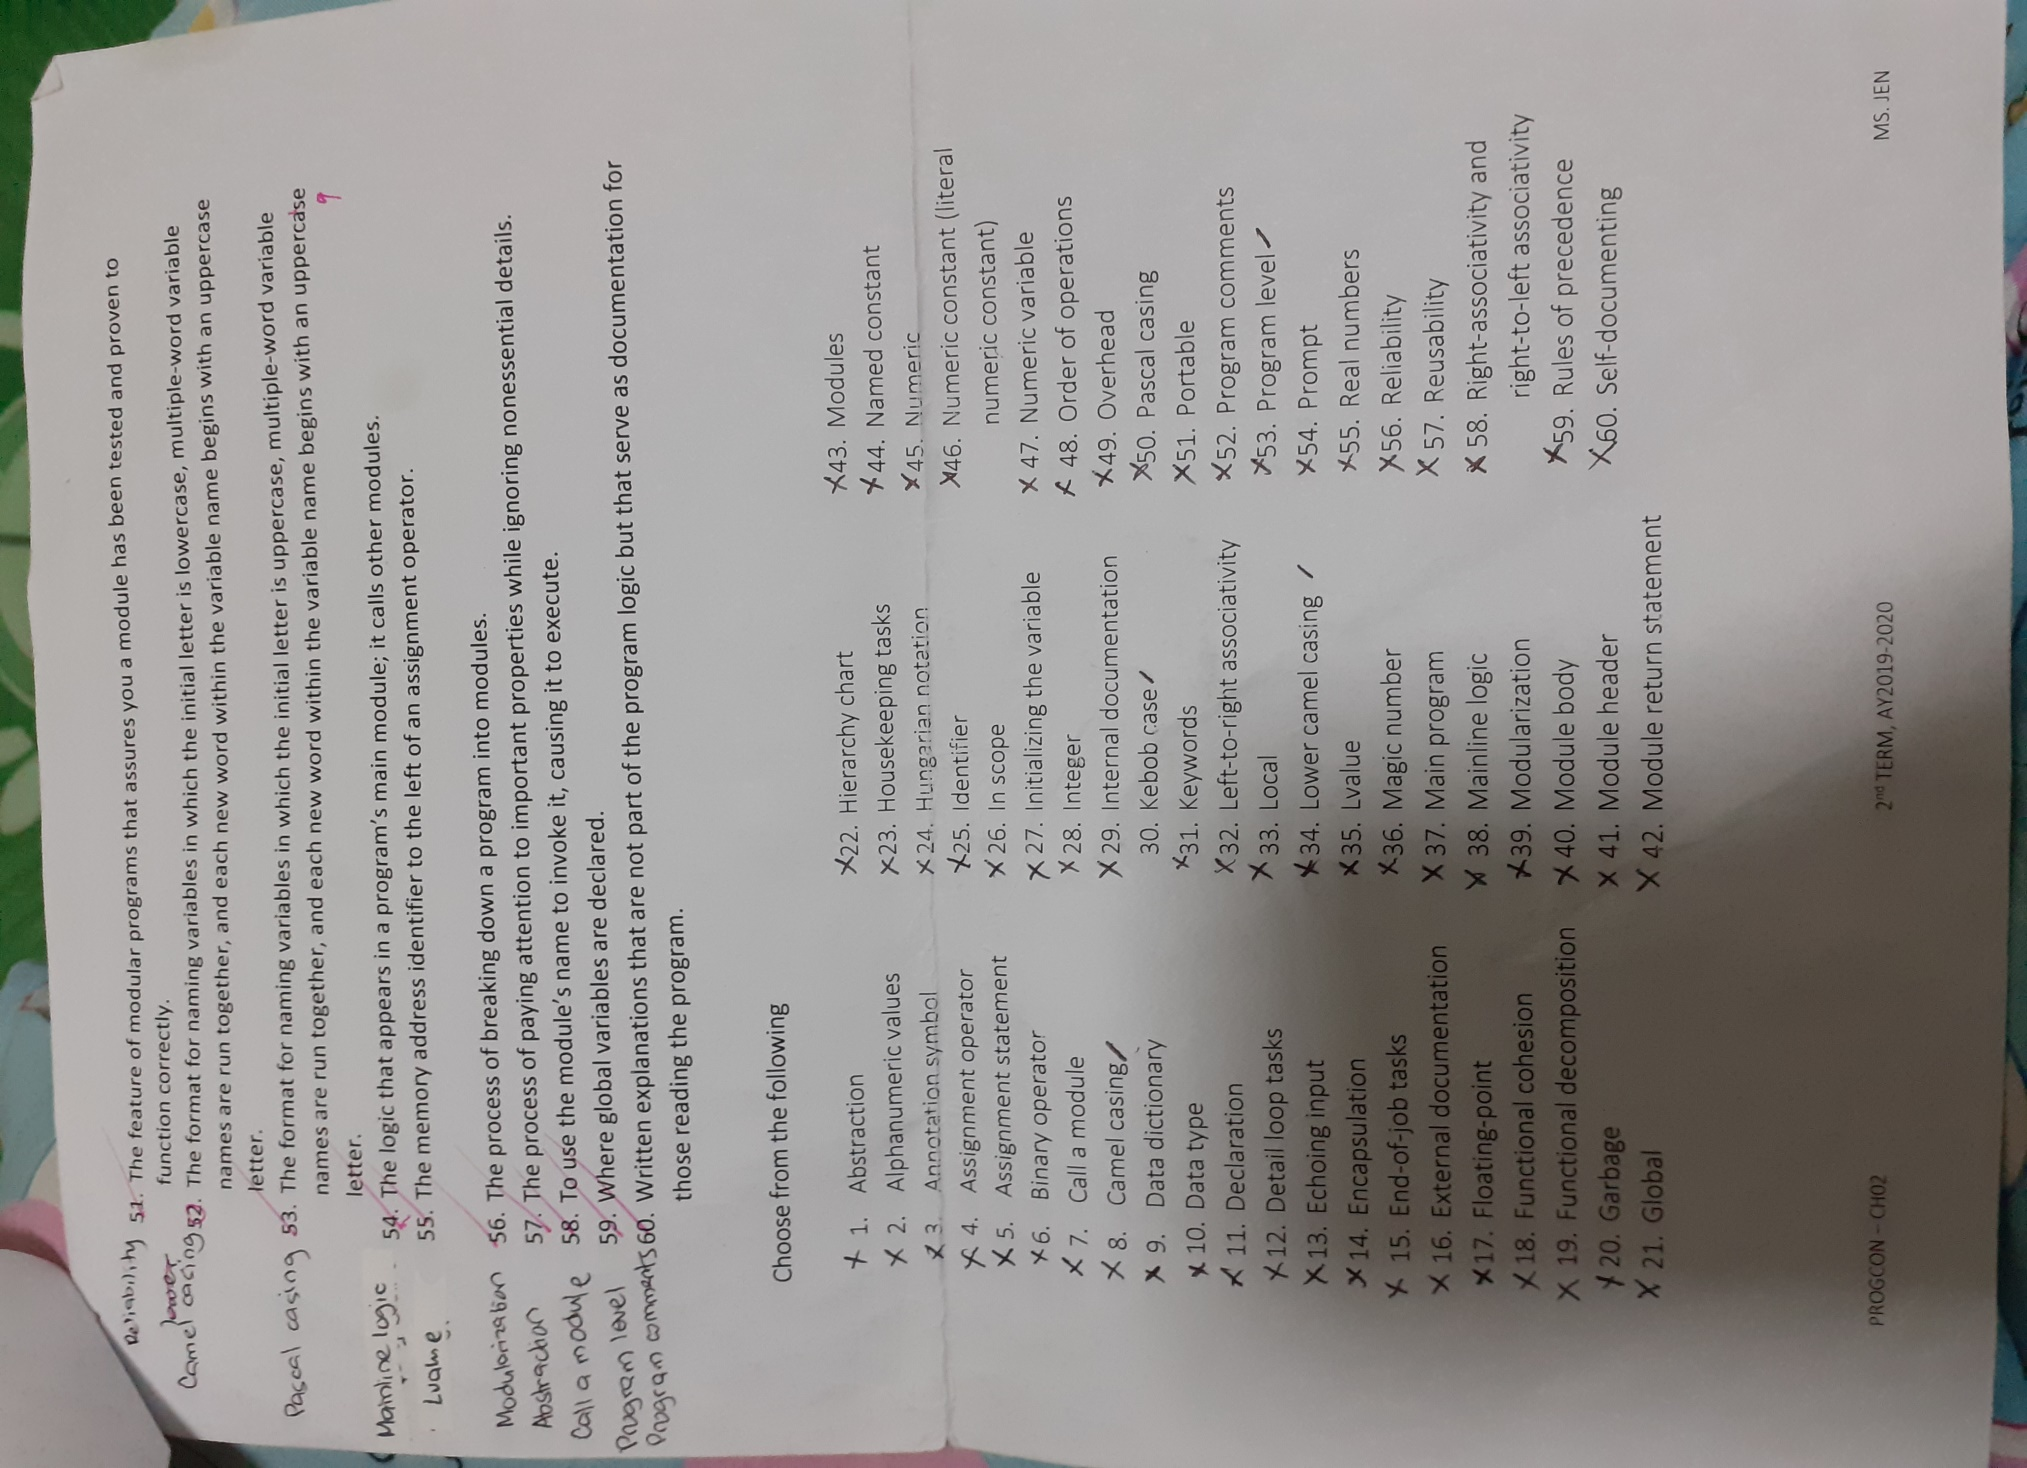 Reliability 51. The feature of modular programs that assures you a module has been tested and proven to
function correctly.
lower
Camel casing 52. The format for naming variables in which the initial letter is lowercase, multiple-word variable
names are run together, and each new word within the variable name begins with an uppercase
letter.
Pascal casing 53. The format for naming variables in which the initial letter is uppercase, multiple-word variable
names are run together, and each new word within the variable name begins with an uppercase
letter.
9
Mainline logic 54. The logic that appears in a program's main module; it calls other modules.
Lvalue 55. The memory address identifier to the left of an assignment operator.
Modularization 56. The process of breaking down a program into modules.
Abstraction 57. The process of paying attention to important properties while ignoring nonessential details.
Call a module 58. To use the module's name to invoke it, causing it to execute.
Program level 59. Where global variables are declared.
Program comments 60. Written explanations that are not part of the program logic but that serve as documentation for
those reading the program.
Choose from the following
x 1. Abstraction
x 2. Alphanumeric values
x 3. Annotation symbol
x 4. Assignment operator
x 5. Assignment statement
x 6. Binary operator
x 7. Call a module
x 8. Camel casing ✓
x 9. Data dictionary
x 10. Data type
x 11. Declaration
x 12. Detail loop tasks
x 13. Echoing input
x 14. Encapsulation
x 15. End-of-job tasks
x 16. External documentation
x 17. Floating-point
x 18. Functional cohesion
x 19. Functional decomposition
x 20. Garbage
x 21. Global
x 22. Hierarchy chart
x 23. Housekeeping tasks
x 24. Hungarian notation
x 25. Identifier
x 26. In scope
x 27. Initializing the variable
x 28. Integer
x 29. Internal documentation
30. Kebob case ✓
x 31. Keywords
x 32. Left-to-right associativity
x 33. Local
x 34. Lower camel casing ✓
x 35. Lvalue
x 36. Magic number
x 37. Main program
x 38. Mainline logic
x 39. Modularization
x 40. Module body
x 41. Module header
x 42. Module return statement
x 43. Modules
x 44. Named constant
x 45. Numeric
x 46. Numeric constant (literal
numeric constant)
x 47. Numeric variable
x 48. Order of operations
x 49. Overhead
x 50. Pascal casing
x 51. Portable
x 52. Program comments
x 53. Program level ✓
x 54. Prompt
x 55. Real numbers
x 56. Reliability
x 57. Reusability
x 58. Right-associativity and
right-to-left associativity
x 59. Rules of precedence
x 60. Self-documenting
PROGCON – CH02 2nd TERM, AY2019-2020 MS. JEN